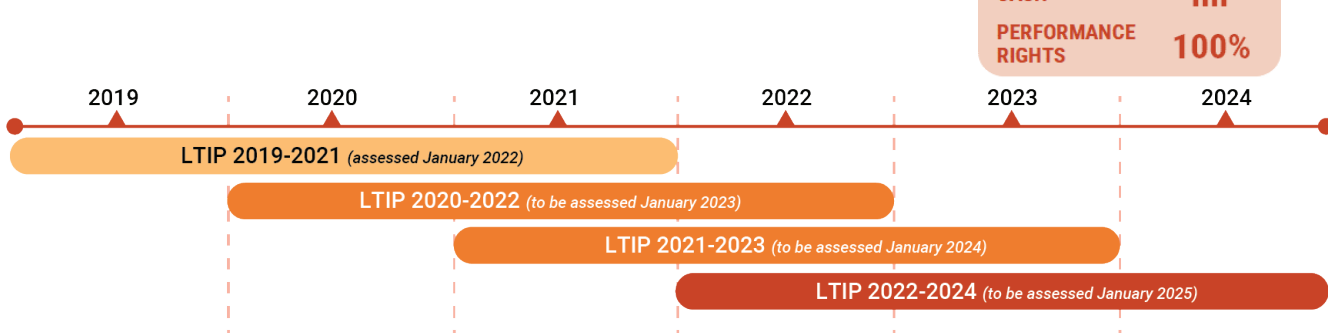 PERFORMANCE
RIGHTS 100%
2019 2020 2021 2022 2023 2024
LTIP 2019-2021 (assessed January 2022)
LTIP 2020-2022 (to be assessed January 2023)
LTIP 2021-2023 (to be assessed January 2024)
LTIP 2022-2024 (to be assessed January 2025)